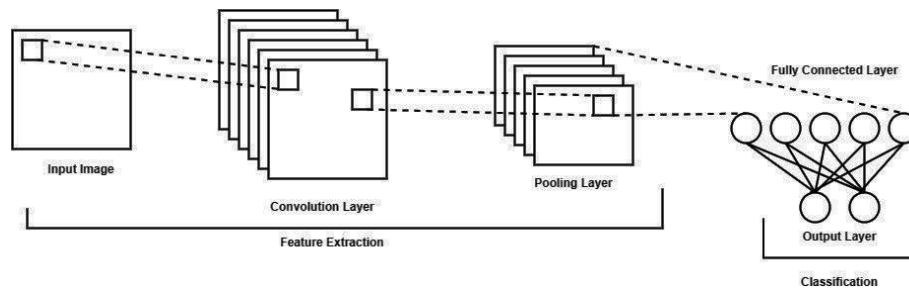 Fully Connected Layer
Input Image
Pooling Layer
Convolution Layer
Output Layer
Feature Extraction
Classification